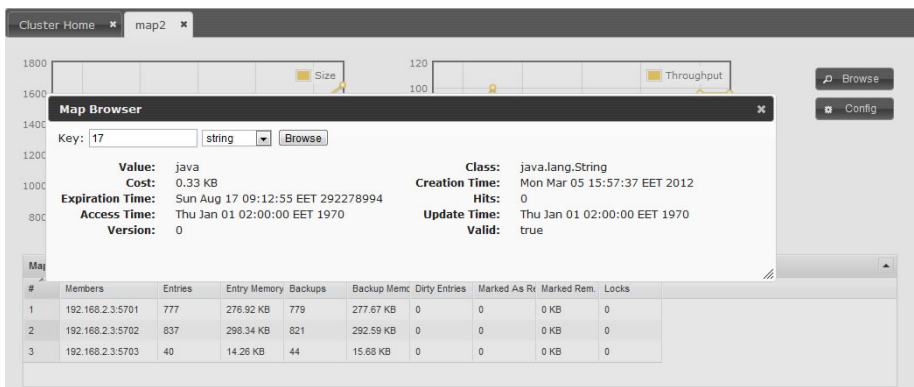 Cluster Home × map2 ×
1800
1600
1400
1200
1000
800
Size
120
100
Throughput
Browse
Config
Map Browser ×
Key: 17 string Browse
Value: java Class: java.lang.String
Cost: 0.33 KB Creation Time: Mon Mar 05 15:57:37 EET 2012
Expiration Time: Sun Aug 17 09:12:55 EET 292278994 Hits: 0
Access Time: Thu Jan 01 02:00:00 EET 1970 Update Time: Thu Jan 01 02:00:00 EET 1970
Version: 0 Valid: true
Map
# Members Entries Entry Memory Backups Backup Memo Dirty Entries Marked As Re Marked Rem. Locks
1 192.168.2.3:5701 777 276.92 KB 779 277.67 KB 0 0 0 KB 0
2 192.168.2.3:5702 837 298.34 KB 821 292.59 KB 0 0 0 KB 0
3 192.168.2.3:5703 40 14.26 KB 44 15.68 KB 0 0 0 KB 0